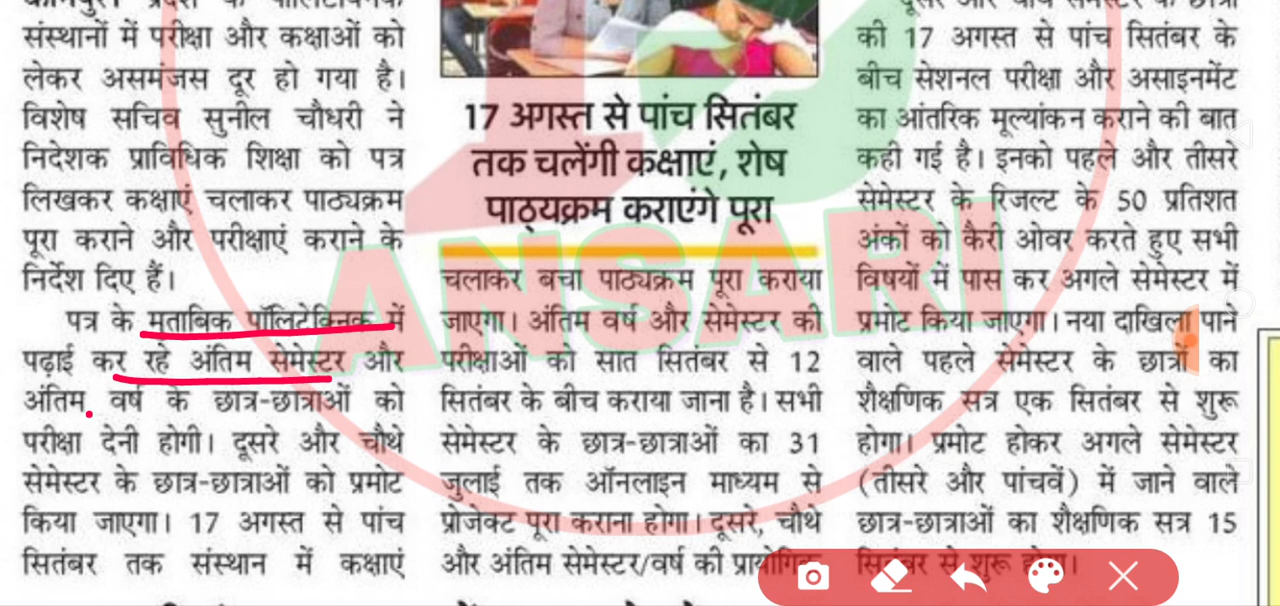 संस्थानों में परीक्षा और कक्षाओं को
लेकर असमंजस दूर हो गया है।
विशेष सचिव सुनील चौधरी ने
निदेशक प्राविधिक शिक्षा को पत्र
लिखकर कक्षाएं चलाकर पाठ्यक्रम
पूरा कराने और परीक्षाएं कराने के
निर्देश दिए हैं।
पत्र के मुताबिक पॉलिटेक्निक में
पढ़ाई कर रहे अंतिम सेमेस्टर और
अंतिम वर्ष के छात्र-छात्राओं को
परीक्षा देनी होगी। दूसरे और चौथे
सेमेस्टर के छात्र-छात्राओं को प्रमोट
किया जाएगा। 17 अगस्त से पांच
सितंबर तक संस्थान में कक्षाएं
17 अगस्त से पांच सितंबर
तक चलेंगी कक्षाएं, शेष
पाठ्यक्रम कराएंगे पूरा
चलाकर बचा पाठ्यक्रम पूरा कराया
जाएगा। अंतिम वर्ष और सेमेस्टर की
परीक्षाओं को सात सितंबर से 12
सितंबर के बीच कराया जाना है। सभी
सेमेस्टर के छात्र-छात्राओं का 31
जुलाई तक ऑनलाइन माध्यम से
प्रोजेक्ट पूरा कराना होगा। दूसरे, चौथे
और अंतिम सेमेस्टर/वर्ष की प्रायोगिक
दूसरे और चौथे सेमेस्टर के छात्रों
की 17 अगस्त से पांच सितंबर के
बीच सेशनल परीक्षा और असाइनमेंट
का आंतरिक मूल्यांकन कराने की बात
कही गई है। इनको पहले और तीसरे
सेमेस्टर के रिजल्ट के 50 प्रतिशत
अंकों को कैरी ओवर करते हुए सभी
विषयों में पास कर अगले सेमेस्टर में
प्रमोट किया जाएगा। नया दाखिला पाने
वाले पहले सेमेस्टर के छात्रों का
शैक्षणिक सत्र एक सितंबर से शुरू
होगा। प्रमोट होकर अगले सेमेस्टर
(तीसरे और पांचवें) में जाने वाले
छात्र-छात्राओं का शैक्षणिक सत्र 15
सितंबर से शुरू होगा।
ANSARI